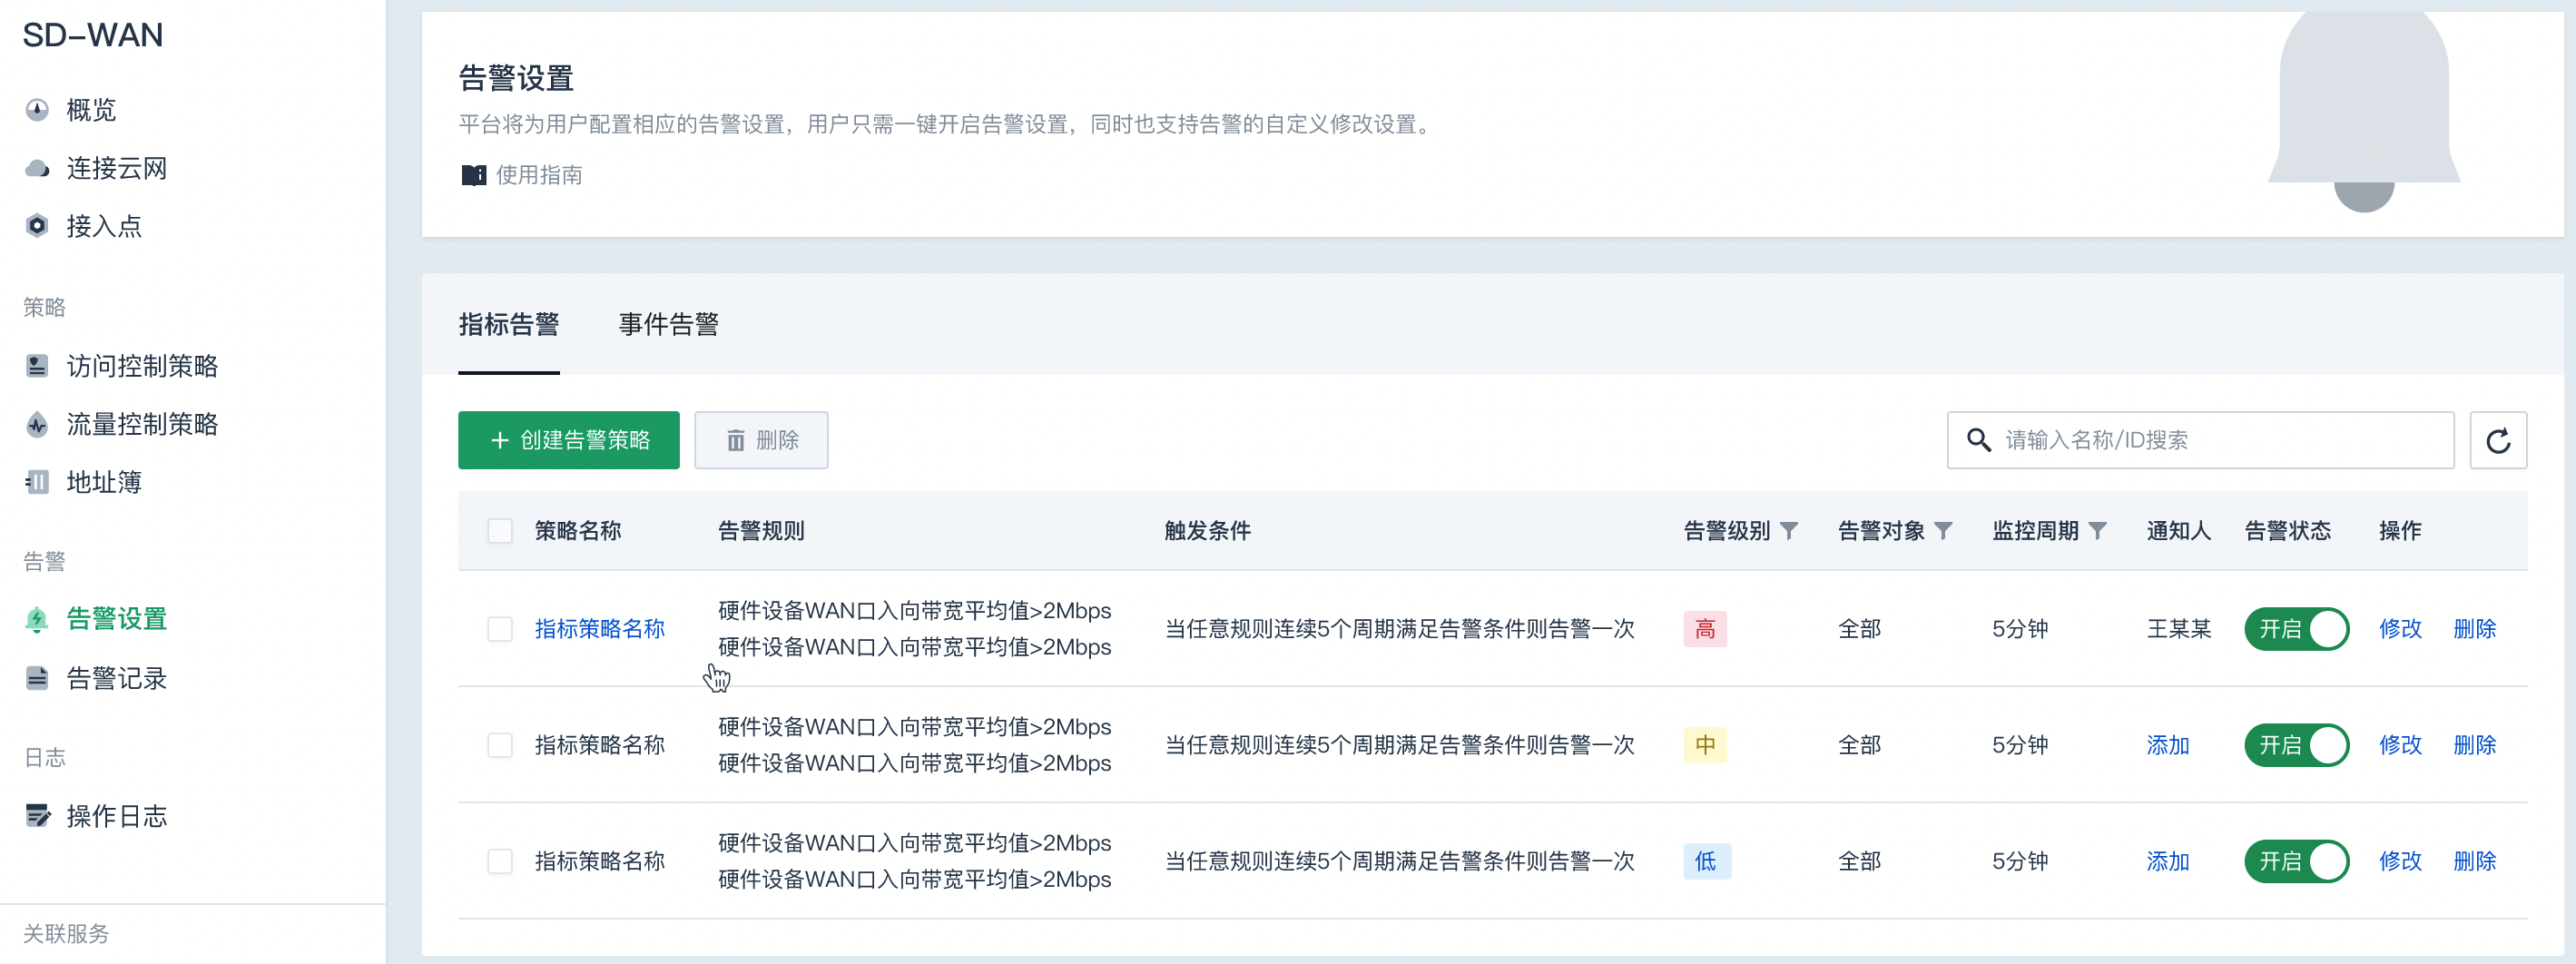 SD-WAN
概览
连接云网
接入点
策略
访问控制策略
流量控制策略
地址簿
告警
告警设置
告警记录
日志
操作日志
关联服务
告警设置
平台将为用户配置相应的告警设置，用户只需一键开启告警设置，同时也支持告警的自定义修改设置。
使用指南
指标告警 事件告警
+ 创建告警策略 删除 请输入名称/ID搜索
策略名称 告警规则 触发条件 告警级别 告警对象 监控周期 通知人 告警状态 操作
指标策略名称 硬件设备WAN口入向带宽平均值>2Mbps 当任意规则连续5个周期满足告警条件则告警一次 高 全部 5分钟 王某某 开启 修改 删除
硬件设备WAN口入向带宽平均值>2Mbps
指标策略名称 硬件设备WAN口入向带宽平均值>2Mbps 当任意规则连续5个周期满足告警条件则告警一次 中 全部 5分钟 添加 开启 修改 删除
硬件设备WAN口入向带宽平均值>2Mbps
指标策略名称 硬件设备WAN口入向带宽平均值>2Mbps 当任意规则连续5个周期满足告警条件则告警一次 低 全部 5分钟 添加 开启 修改 删除
硬件设备WAN口入向带宽平均值>2Mbps